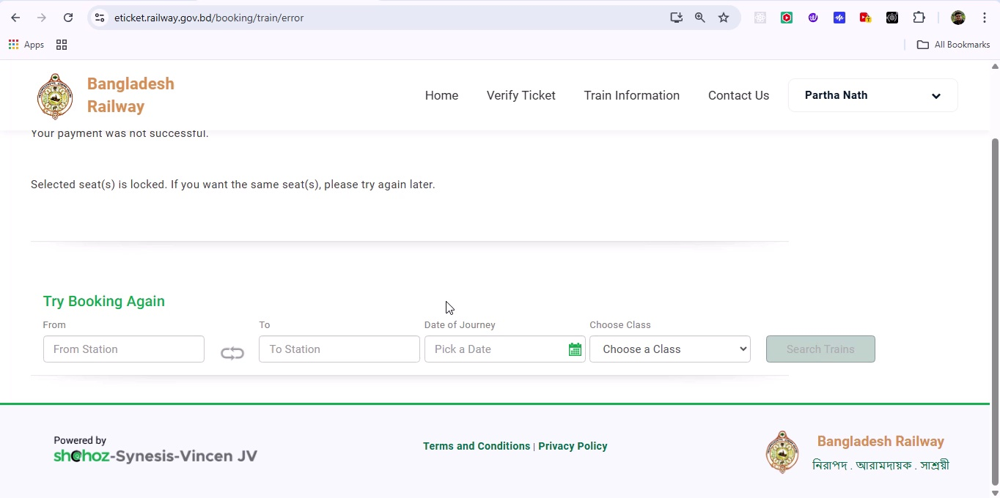 eticket.railway.gov.bd/booking/train/error
Apps
All Bookmarks
Bangladesh
Railway
Home
Verify Ticket
Train Information
Contact Us
Partha Nath
Your payment was not successful.
Selected seat(s) is locked. If you want the same seat(s), please try again later.
Try Booking Again
From
To
Date of Journey
Choose Class
From Station
To Station
Pick a Date
Choose a Class
Search Trains
Powered by
shohoz-Synesis-Vincen JV
Terms and Conditions | Privacy Policy
Bangladesh Railway
নিরাপদ . আরামদায়ক . সাশ্রয়ী